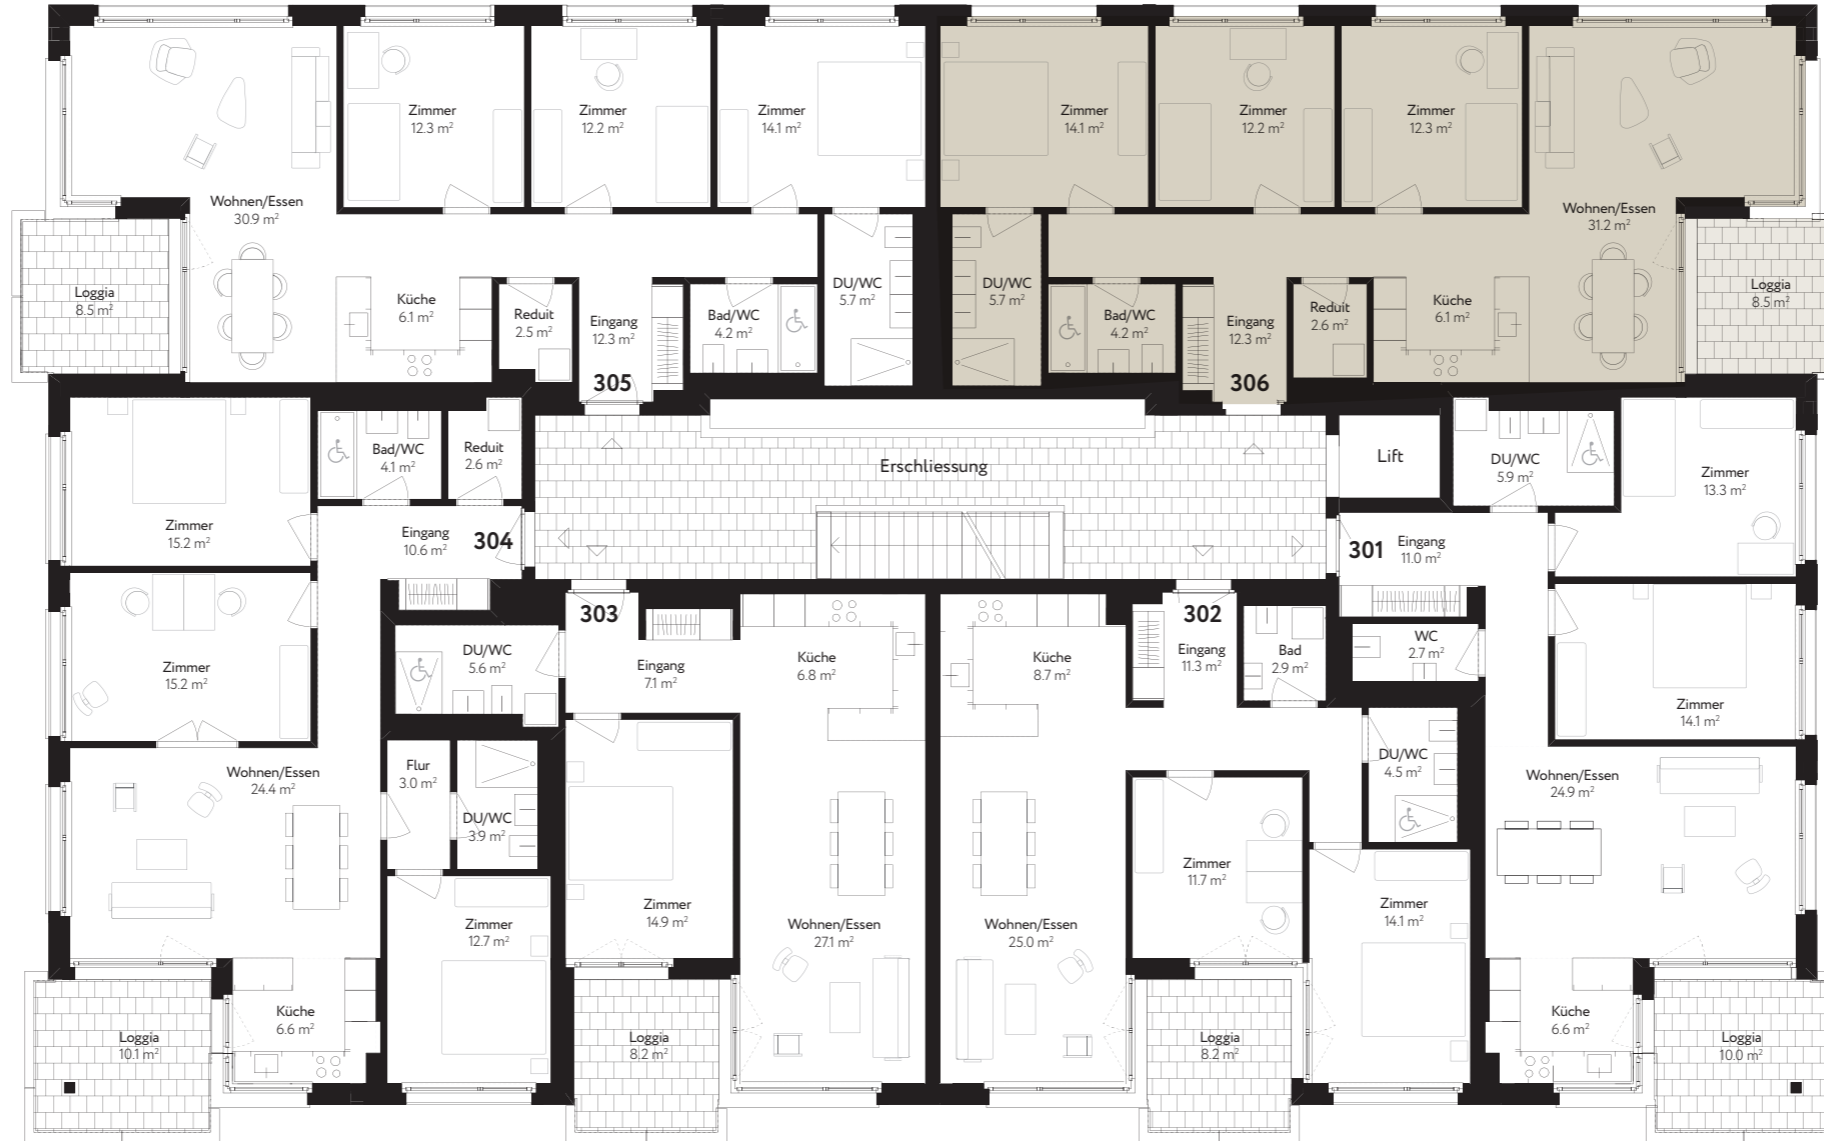 Zimmer
12.3 m²
Zimmer
12.2 m²
Zimmer
14.1 m²
Zimmer
14.1 m²
Zimmer
12.2 m²
Zimmer
12.3 m²
Wohnen/Essen
30.9 m²
Wohnen/Essen
31.2 m²
Loggia
8.5 m²
Küche
6.1 m²
Reduit
2.5 m²
Eingang
12.3 m²
305
Bad/WC
4.2 m²
DU/WC
5.7 m²
DU/WC
5.7 m²
Bad/WC
4.2 m²
Eingang
12.3 m²
306
Reduit
2.6 m²
Küche
6.1 m²
Loggia
8.5 m²
Zimmer
15.2 m²
Bad/WC
4.1 m²
Reduit
2.6 m²
Erschliessung
Lift
DU/WC
5.9 m²
Zimmer
13.3 m²
Eingang
10.6 m²
304
301
Eingang
11.0 m²
Zimmer
15.2 m²
303
DU/WC
5.6 m²
Eingang
7.1 m²
Küche
6.8 m²
Küche
8.7 m²
302
Eingang
11.3 m²
Bad
2.9 m²
WC
2.7 m²
Zimmer
14.1 m²
Wohnen/Essen
24.4 m²
Flur
3.0 m²
DU/WC
3.9 m²
DU/WC
4.5 m²
Wohnen/Essen
24.9 m²
Zimmer
12.7 m²
Zimmer
14.9 m²
Wohnen/Essen
27.1 m²
Wohnen/Essen
25.0 m²
Zimmer
11.7 m²
Zimmer
14.1 m²
Loggia
10.1 m²
Küche
6.6 m²
Loggia
8.2 m²
Loggia
8.2 m²
Küche
6.6 m²
Loggia
10.0 m²